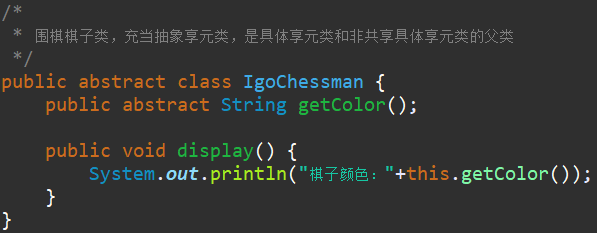 /*
 * 围棋棋子类，充当抽象享元类，是具体享元类和非共享具体享元类的父类
 */
public abstract class IgoChessman {
    public abstract String getColor();

    public void display() {
        System.out.println("棋子颜色："+this.getColor());
    }
}